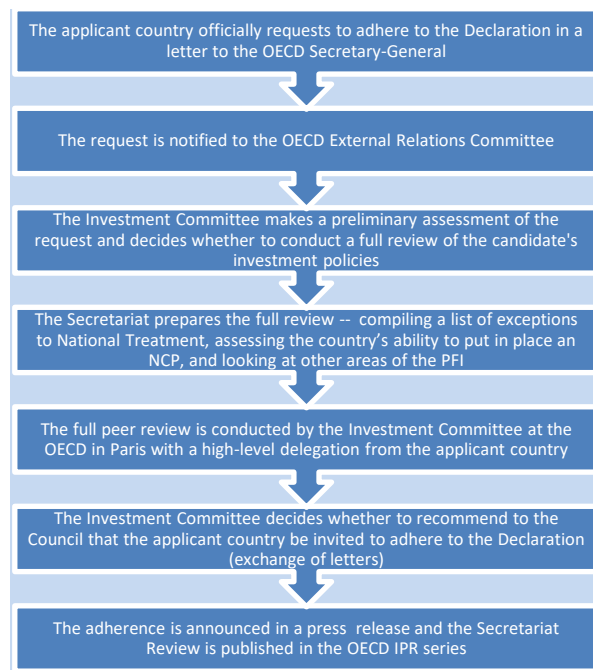 The applicant country officially requests to adhere to the Declaration in a
letter to the OECD Secretary-General
The request is notified to the OECD External Relations Committee
The Investment Committee makes a preliminary assessment of the
request and decides whether to conduct a full review of the candidate's
investment policies
The Secretariat prepares the full review -- compiling a list of exceptions
to National Treatment, assessing the country's ability to put in place an
NCP, and looking at other areas of the PFI
The full peer review is conducted by the Investment Committee at the
OECD in Paris with a high-level delegation from the applicant country
The Investment Committee decides whether to recommend to the
Council that the applicant country be invited to adhere to the Declaration
(exchange of letters)
The adherence is announced in a press release and the Secretariat
Review is published in the OECD IPR series